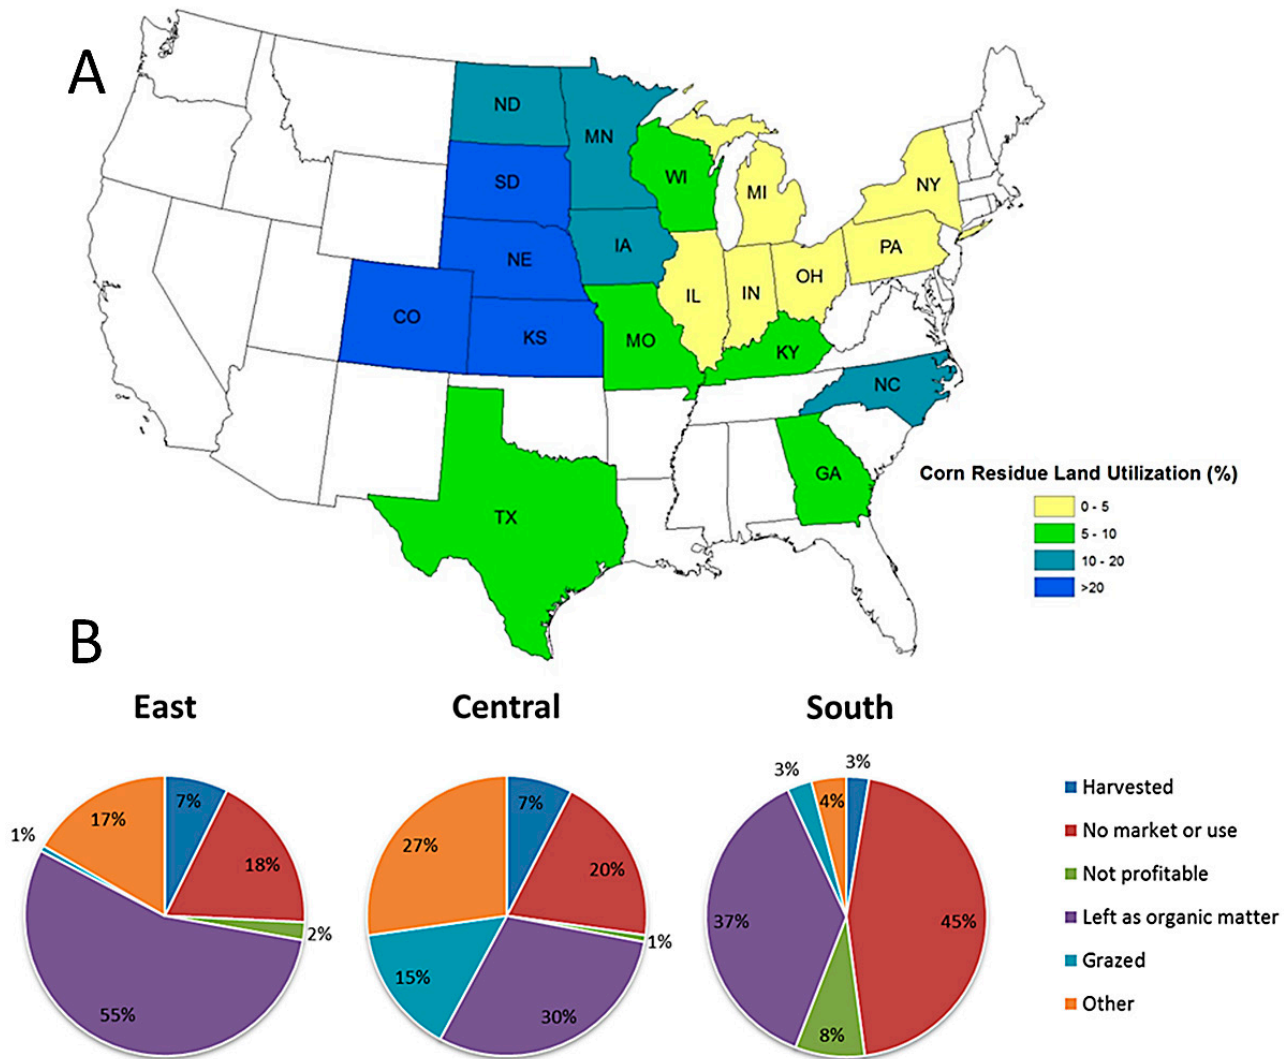 A
ND
MN
SD
WI
MI
NY
NE
IA
PA
IL
IN
OH
CO
KS
MO
KY
NC
GA
TX
Corn Residue Land Utilization (%)
0 - 5
5 - 10
10 - 20
>20
B
East
Central
South
7%
18%
2%
55%
1%
17%
7%
20%
1%
30%
15%
27%
3%
45%
8%
37%
3%
4%
Harvested
No market or use
Not profitable
Left as organic matter
Grazed
Other